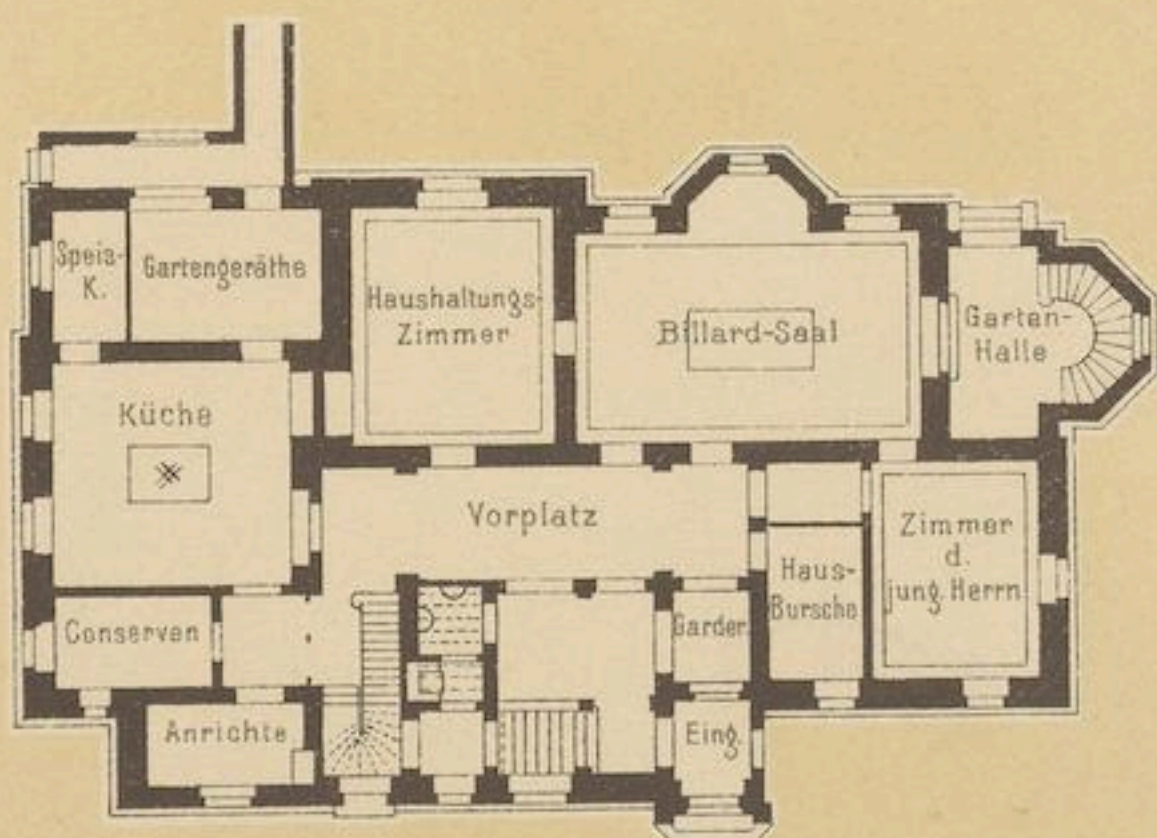 Speis-
K.
Gartengeräthe
Haushaltungs-
Zimmer
Billard-Saal
Garten-
Halle
Küche
Vorplatz
Zimmer
d.
jung. Herrn
Haus-
Bursche
Garder.
Conserven
Anrichte
Eing.